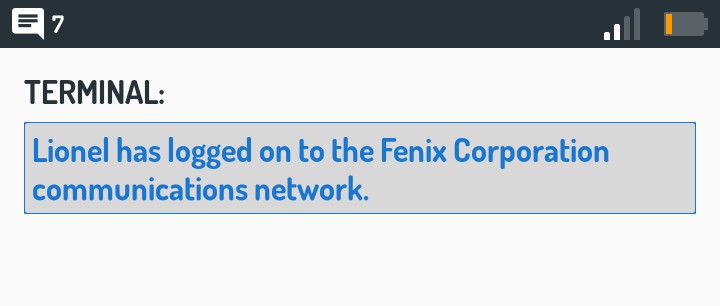 7
TERMINAL:
Lionel has logged on to the Fenix Corporation
communications network.